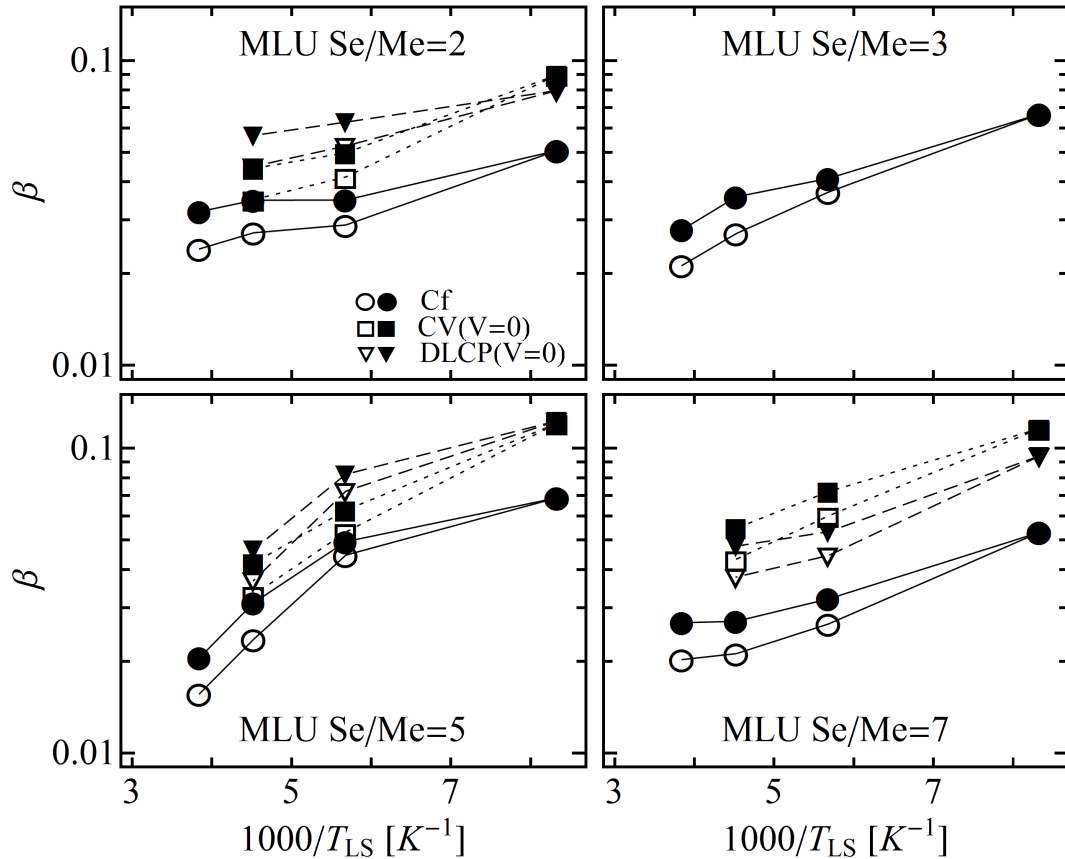 MLU Se/Me=2
MLU Se/Me=3
0.1
β
0.01
Cf
CV(V=0)
DLCP(V=0)
0.1
β
0.01
MLU Se/Me=5
MLU Se/Me=7
3 5 7 3 5 7
1000/T_LS [K⁻¹] 1000/T_LS [K⁻¹]